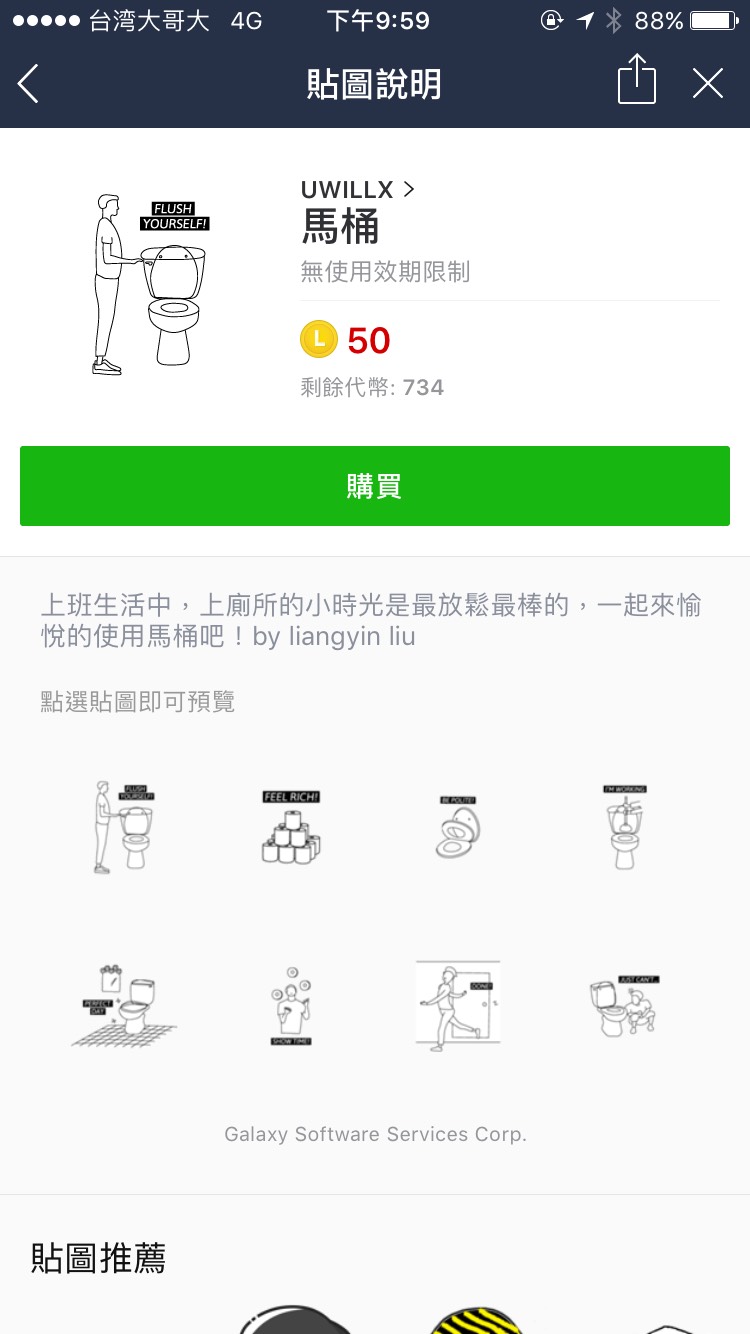 台湾大哥大 4G 下午9:59 88%
貼圖說明
FLUSH
YOURSELF!
UWILLX >
馬桶
無使用效期限制
L 50
剩餘代幣: 734
購買
上班生活中，上廁所的小時光是最放鬆最棒的，一起來愉
悅的使用馬桶吧！by liangyin liu
點選貼圖即可預覽
FLUSH
YOURSELF!
FEEL RICH!
BE POLITE!
I'M WORKING
PERFECT
DAY
SHOW TIME!
DONE!
JUST CAN'T...
Galaxy Software Services Corp.
貼圖推薦